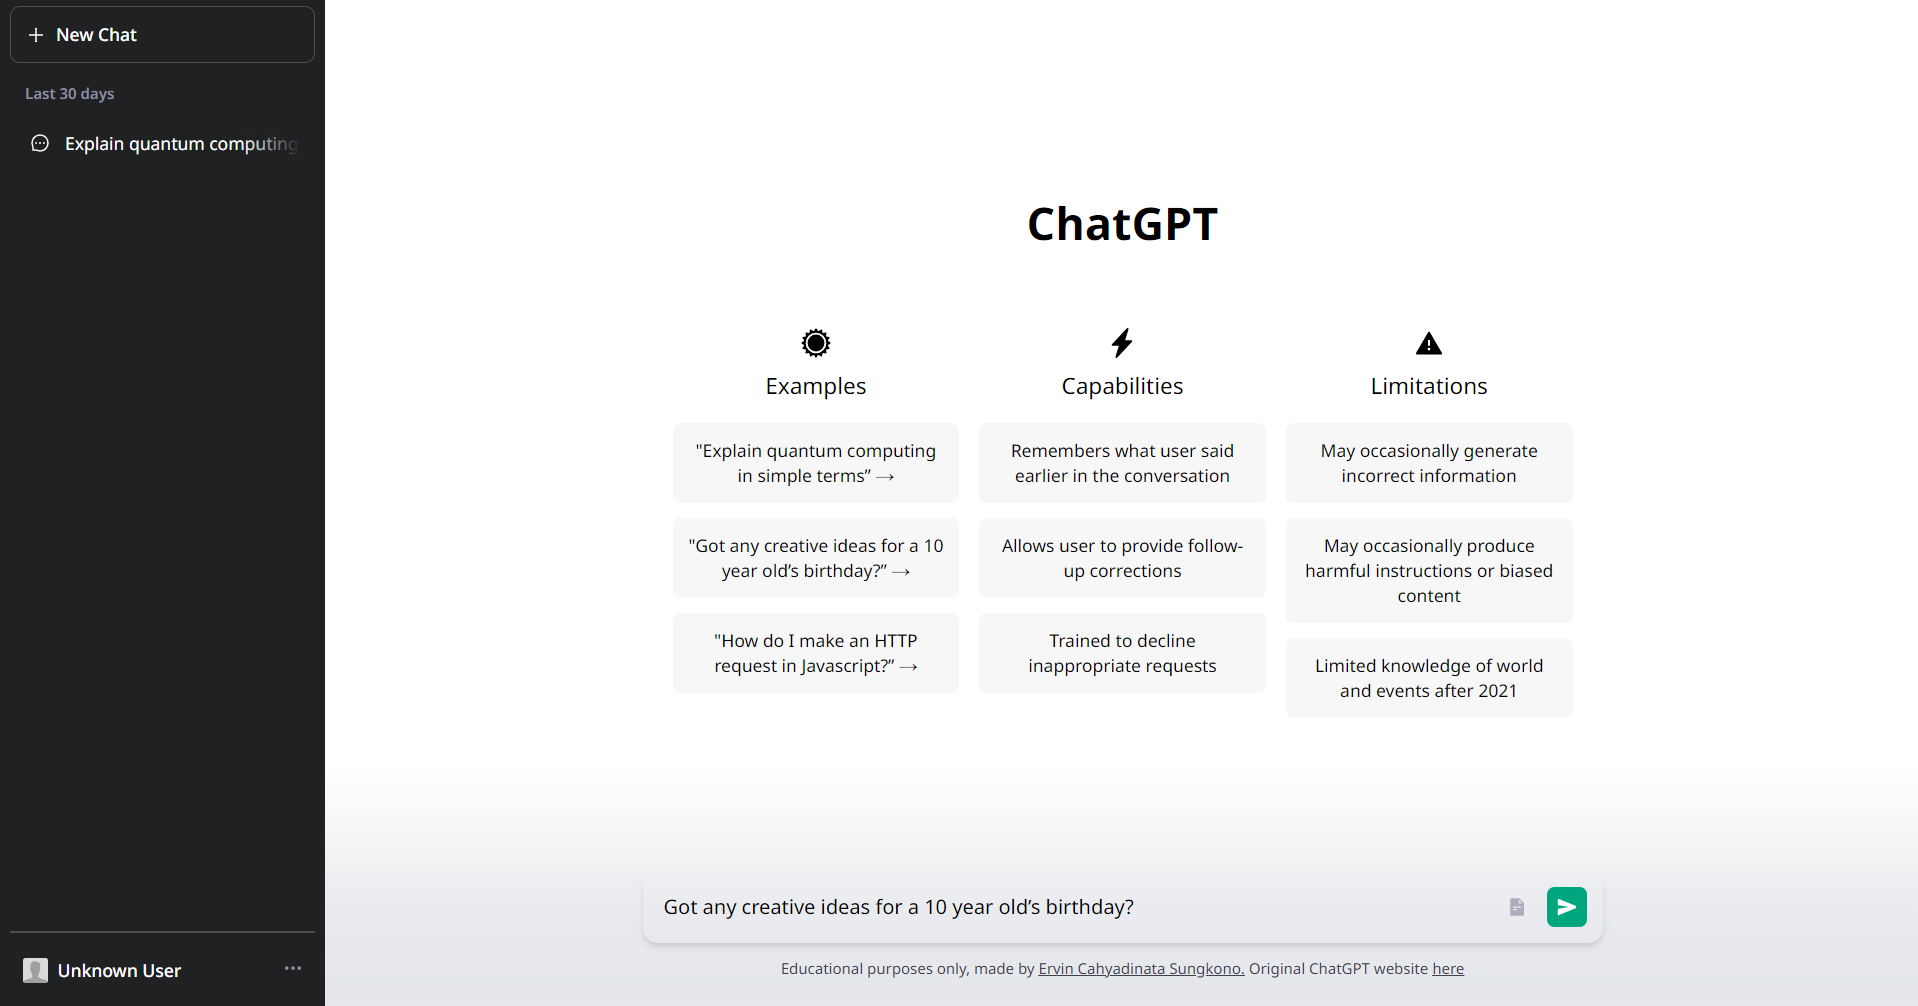 New Chat
Last 30 days
Explain quantum computing
Unknown User
ChatGPT
Examples
"Explain quantum computing
in simple terms” →
"Got any creative ideas for a 10
year old’s birthday?” →
"How do I make an HTTP
request in Javascript?” →
Capabilities
Remembers what user said
earlier in the conversation
Allows user to provide follow-
up corrections
Trained to decline
inappropriate requests
Limitations
May occasionally generate
incorrect information
May occasionally produce
harmful instructions or biased
content
Limited knowledge of world
and events after 2021
Got any creative ideas for a 10 year old’s birthday?
Educational purposes only, made by Ervin Cahyadinata Sungkono. Original ChatGPT website here